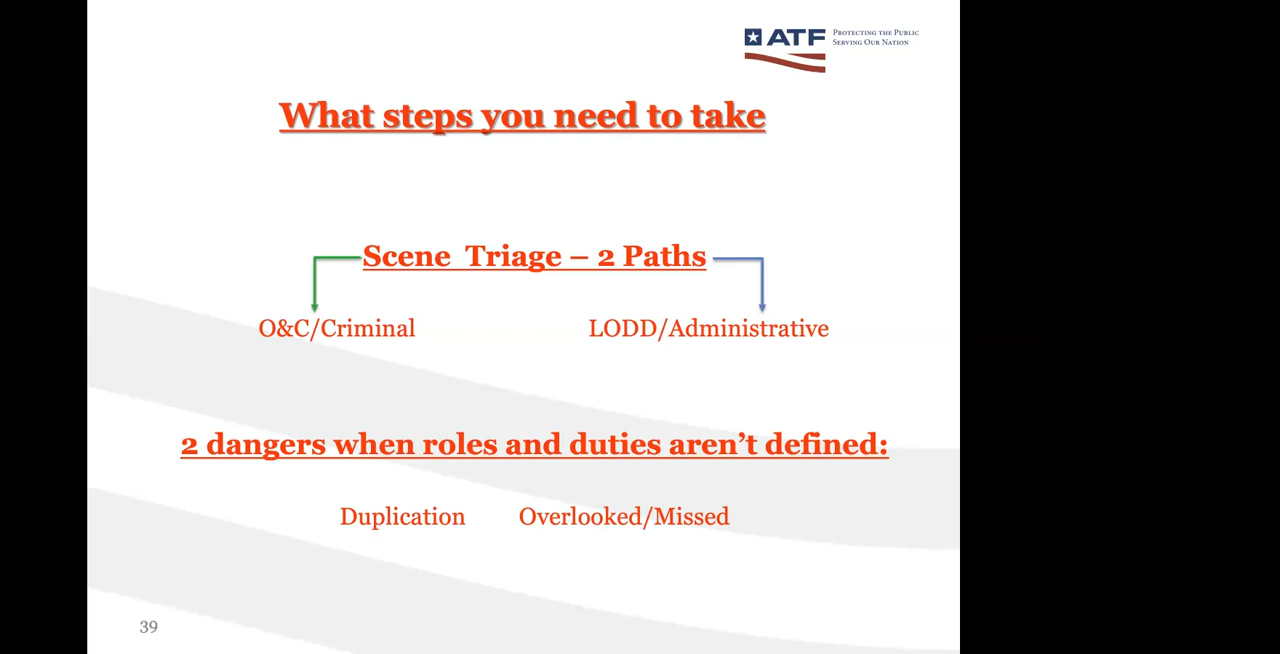 ATF
PROTECTING THE PUBLIC
SERVING OUR NATION
What steps you need to take
Scene Triage – 2 Paths
O&C/Criminal
LODD/Administrative
2 dangers when roles and duties aren’t defined:
Duplication
Overlooked/Missed
39